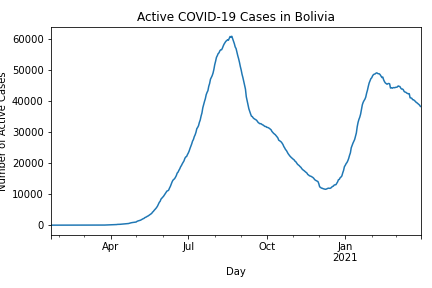 Active COVID-19 Cases in Bolivia
60000
50000
40000
30000
20000
10000
0
Number of Active Cases
Apr
Jul
Oct
Jan
2021
Day